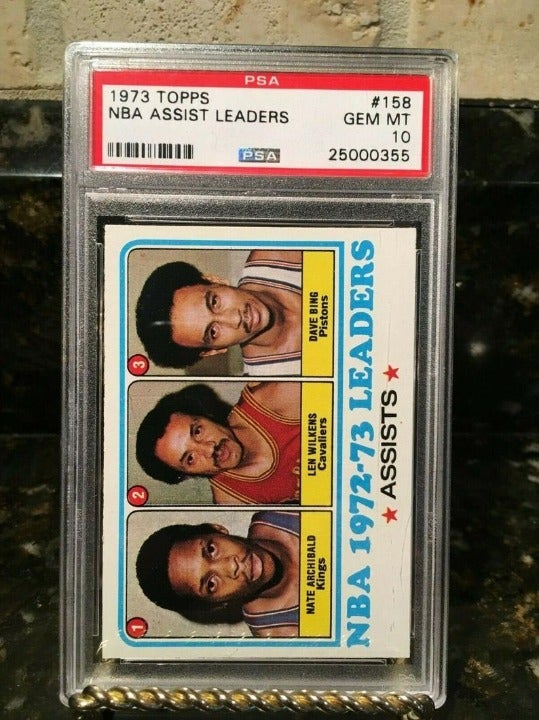 PSA
1973 TOPPS #158
NBA ASSIST LEADERS GEM MT
10
PSA 25000355
1 2 3
NATE ARCHIBALD LEN WILKENS DAVE BING
Kings Cavaliers Pistons
NBA 1972-73 LEADERS
★ ASSISTS ★